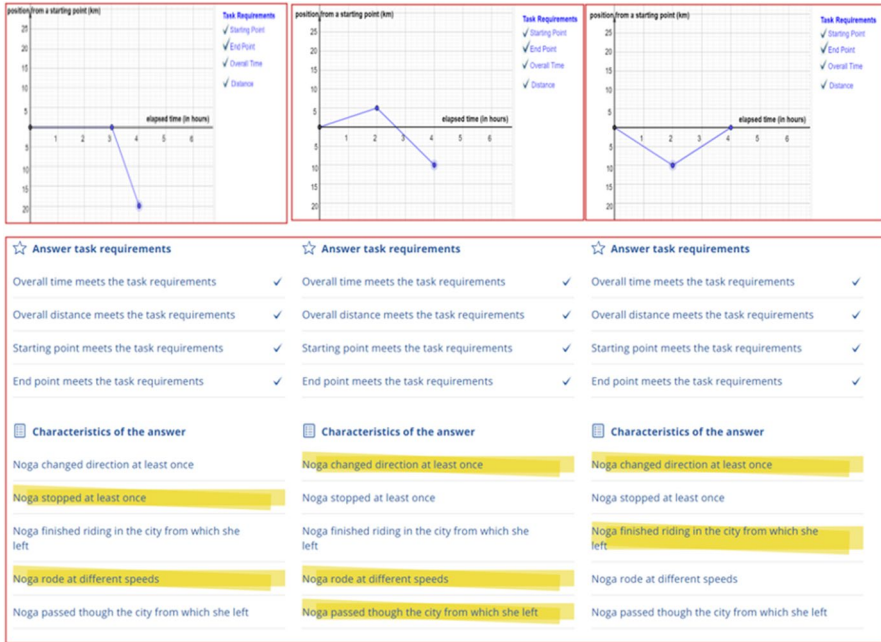 position from a starting point (km)
Task Requirements
Starting Point
End Point
Overall Time
Distance
25
20
15
10
5
elapsed time (in hours)
1 2 3 4 5 6
5
10
15
20
position from a starting point (km)
Task Requirements
Starting Point
End Point
Overall Time
Distance
25
20
15
10
5
elapsed time (in hours)
1 2 3 4 5 6
5
10
15
20
position from a starting point (km)
Task Requirements
Starting Point
End Point
Overall Time
Distance
25
20
15
10
5
elapsed time (in hours)
1 2 3 4 5 6
5
10
15
20
Answer task requirements
Overall time meets the task requirements
Overall distance meets the task requirements
Starting point meets the task requirements
End point meets the task requirements
Characteristics of the answer
Noga changed direction at least once
Noga stopped at least once
Noga finished riding in the city from which she
left
Noga rode at different speeds
Noga passed though the city from which she left
Answer task requirements
Overall time meets the task requirements
Overall distance meets the task requirements
Starting point meets the task requirements
End point meets the task requirements
Characteristics of the answer
Noga changed direction at least once
Noga stopped at least once
Noga finished riding in the city from which she
left
Noga rode at different speeds
Noga passed though the city from which she left
Answer task requirements
Overall time meets the task requirements
Overall distance meets the task requirements
Starting point meets the task requirements
End point meets the task requirements
Characteristics of the answer
Noga changed direction at least once
Noga stopped at least once
Noga finished riding in the city from which she
left
Noga rode at different speeds
Noga passed though the city from which she left